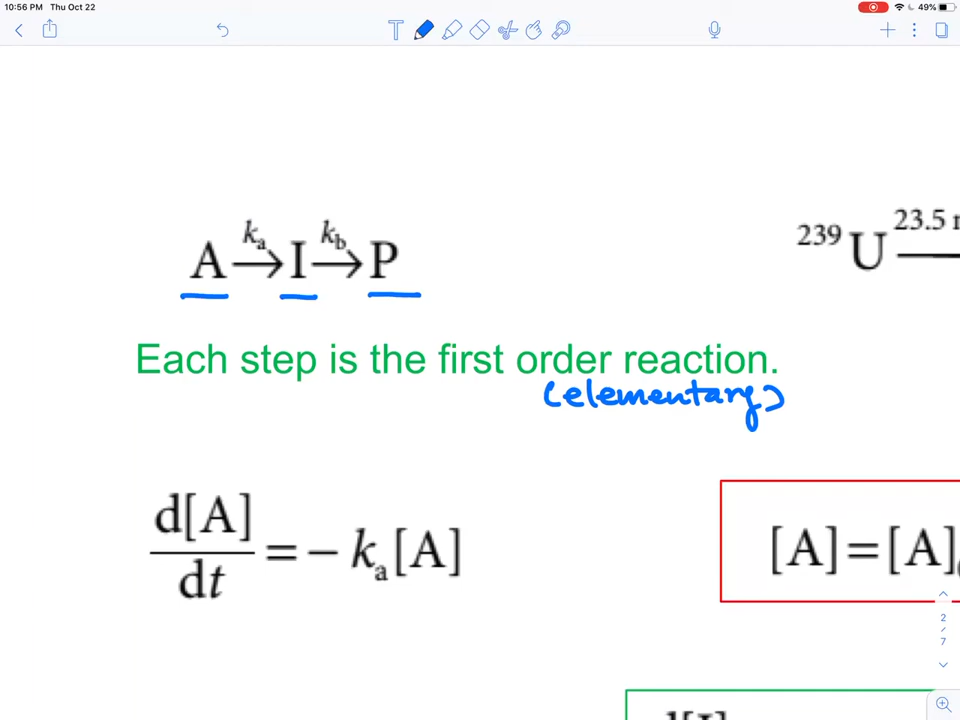 10:56 PM Thu Oct 22
49%
A →ka I →kb P
239 U 23.5
Each step is the first order reaction.
(elementary)
d[A]/dt = − ka[A]
[A]=[A]
2
7